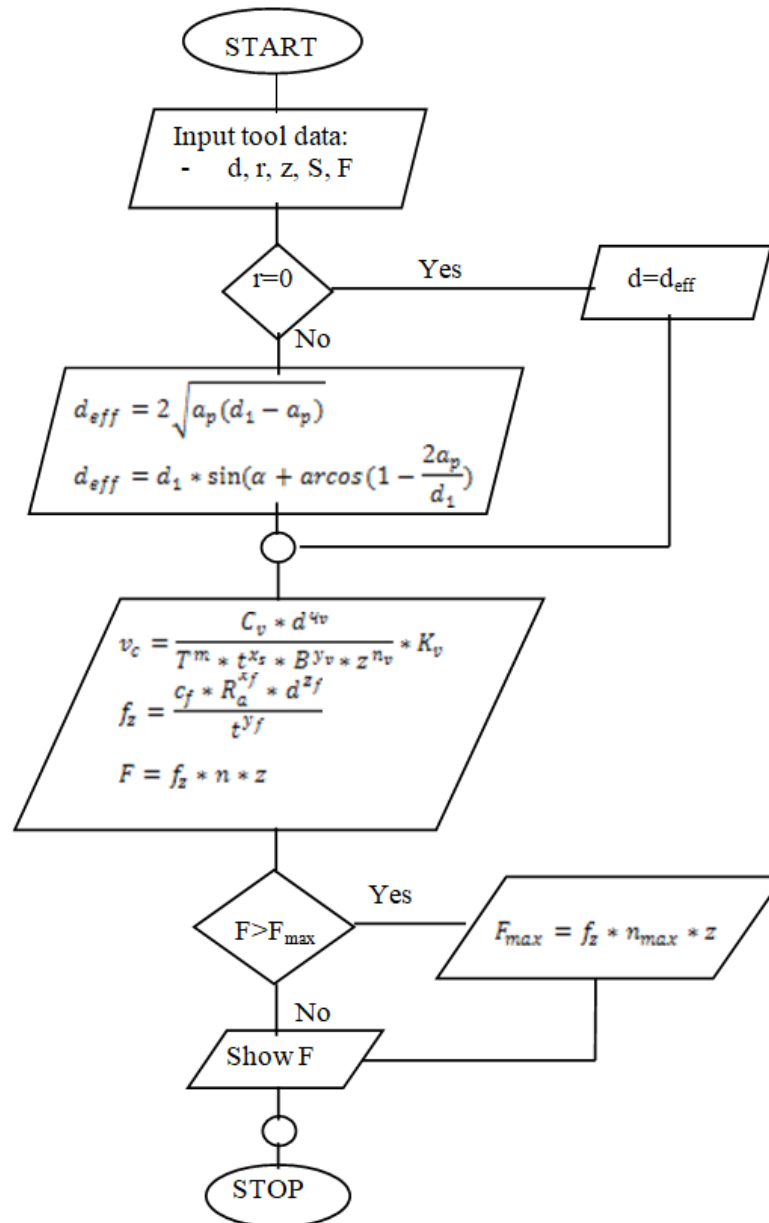 START
Input tool data:
- d, r, z, S, F
r=0
Yes
d=d_eff
No
d_eff = 2√(a_p(d_1 − a_p))
d_eff = d_1 * sin(α + arcos(1 − 2a_p/d_1)
v_c = (C_v * d^(q_v))/(T^m * t^(x_s) * B^(y_v) * z^(n_v)) * K_v
f_z = (c_f * R_a^(x_f) * d^(z_f))/(t^(y_f))
F = f_z * n * z
F>F_max
Yes
F_max = f_z * n_max * z
No
Show F
STOP